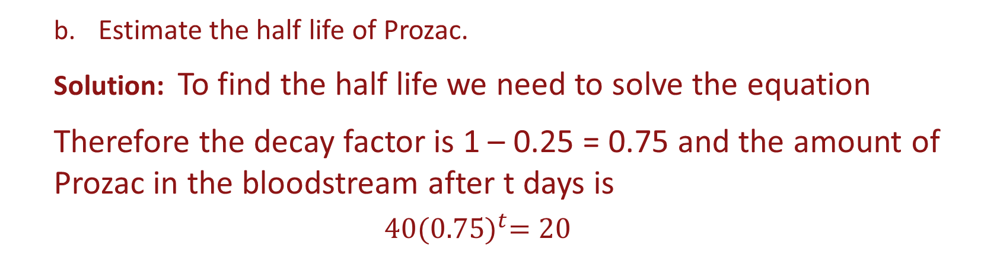 b. Estimate the half life of Prozac.
Solution: To find the half life we need to solve the equation
Therefore the decay factor is 1 – 0.25 = 0.75 and the amount of
Prozac in the bloodstream after t days is
40(0.75)ᵗ= 20